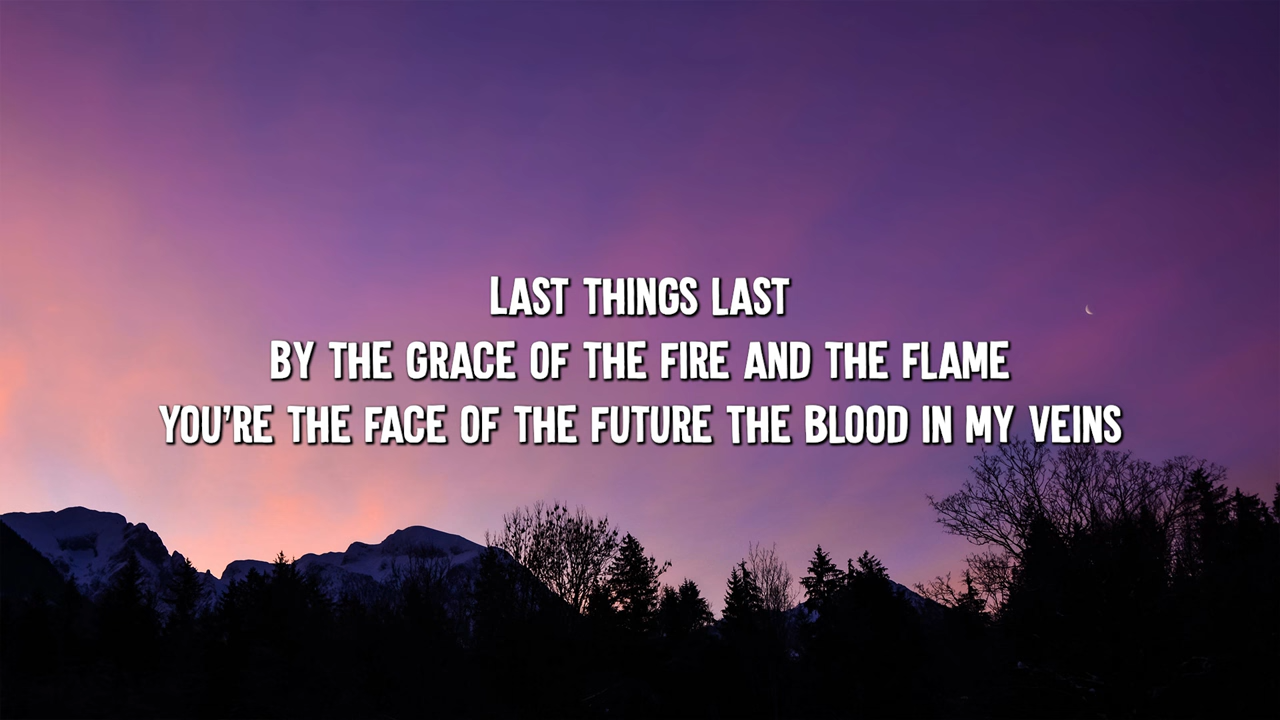 LAST THINGS LAST
BY THE GRACE OF THE FIRE AND THE FLAME
YOU'RE THE FACE OF THE FUTURE THE BLOOD IN MY VEINS